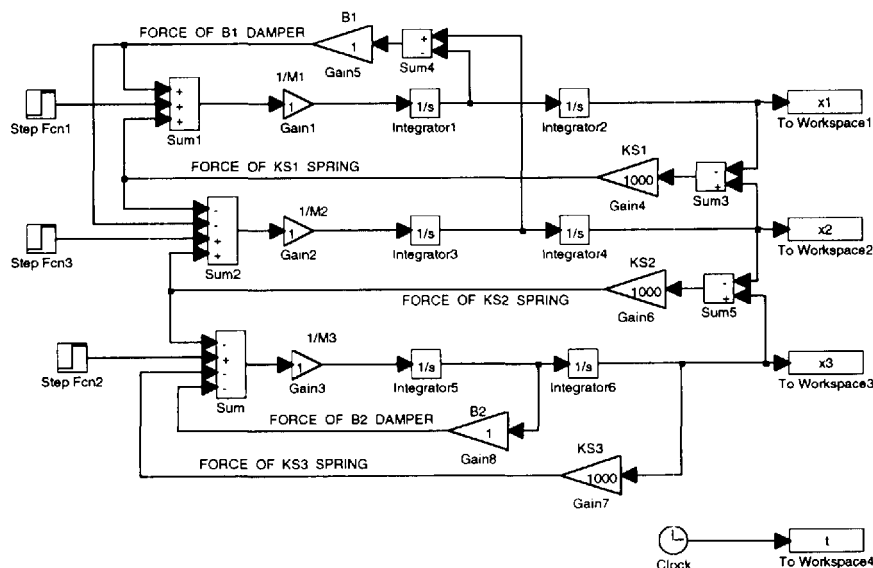 B1
FORCE OF B1 DAMPER
1
+
-
Sum4
Gain5
1/M1
Step Fcn1
+
+
+
Sum1
1
Gain1
1/s
Integrator1
1/s
Integrator2
x1
To Workspace1
FORCE OF KS1 SPRING
KS1
1000
Gain4
-
+
Sum3
1/M2
Step Fcn3
-
-
+
+
Sum2
1
Gain2
1/s
Integrator3
1/s
Integrator4
x2
To Workspace2
KS2
FORCE OF KS2 SPRING
1000
Gain6
-
+
Sum5
1/M3
Step Fcn2
-
+
-
-
Sum
1
Gain3
1/s
Integrator5
1/s
Integrator6
x3
To Workspace3
FORCE OF B2 DAMPER
B2
1
Gain8
FORCE OF KS3 SPRING
KS3
1000
Gain7
Clock
t
To Workspace4